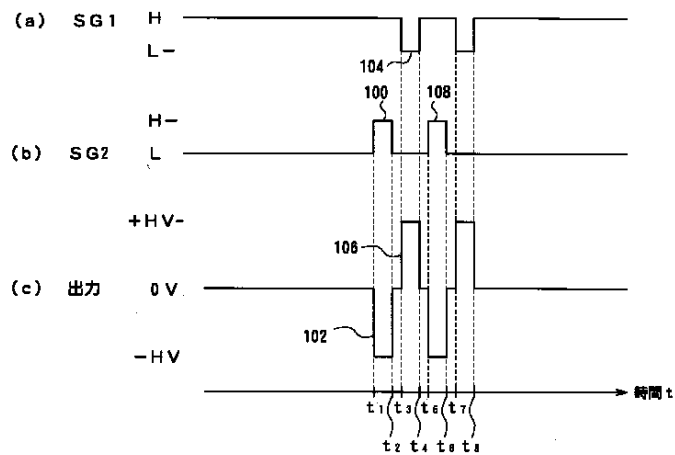 (a) SG1 H
L
104
100
108
H
(b) SG2 L
+HV
106
(c) 出力 0V
102
-HV
時間 t
t1 t3 t6 t7
t2 t4 t8